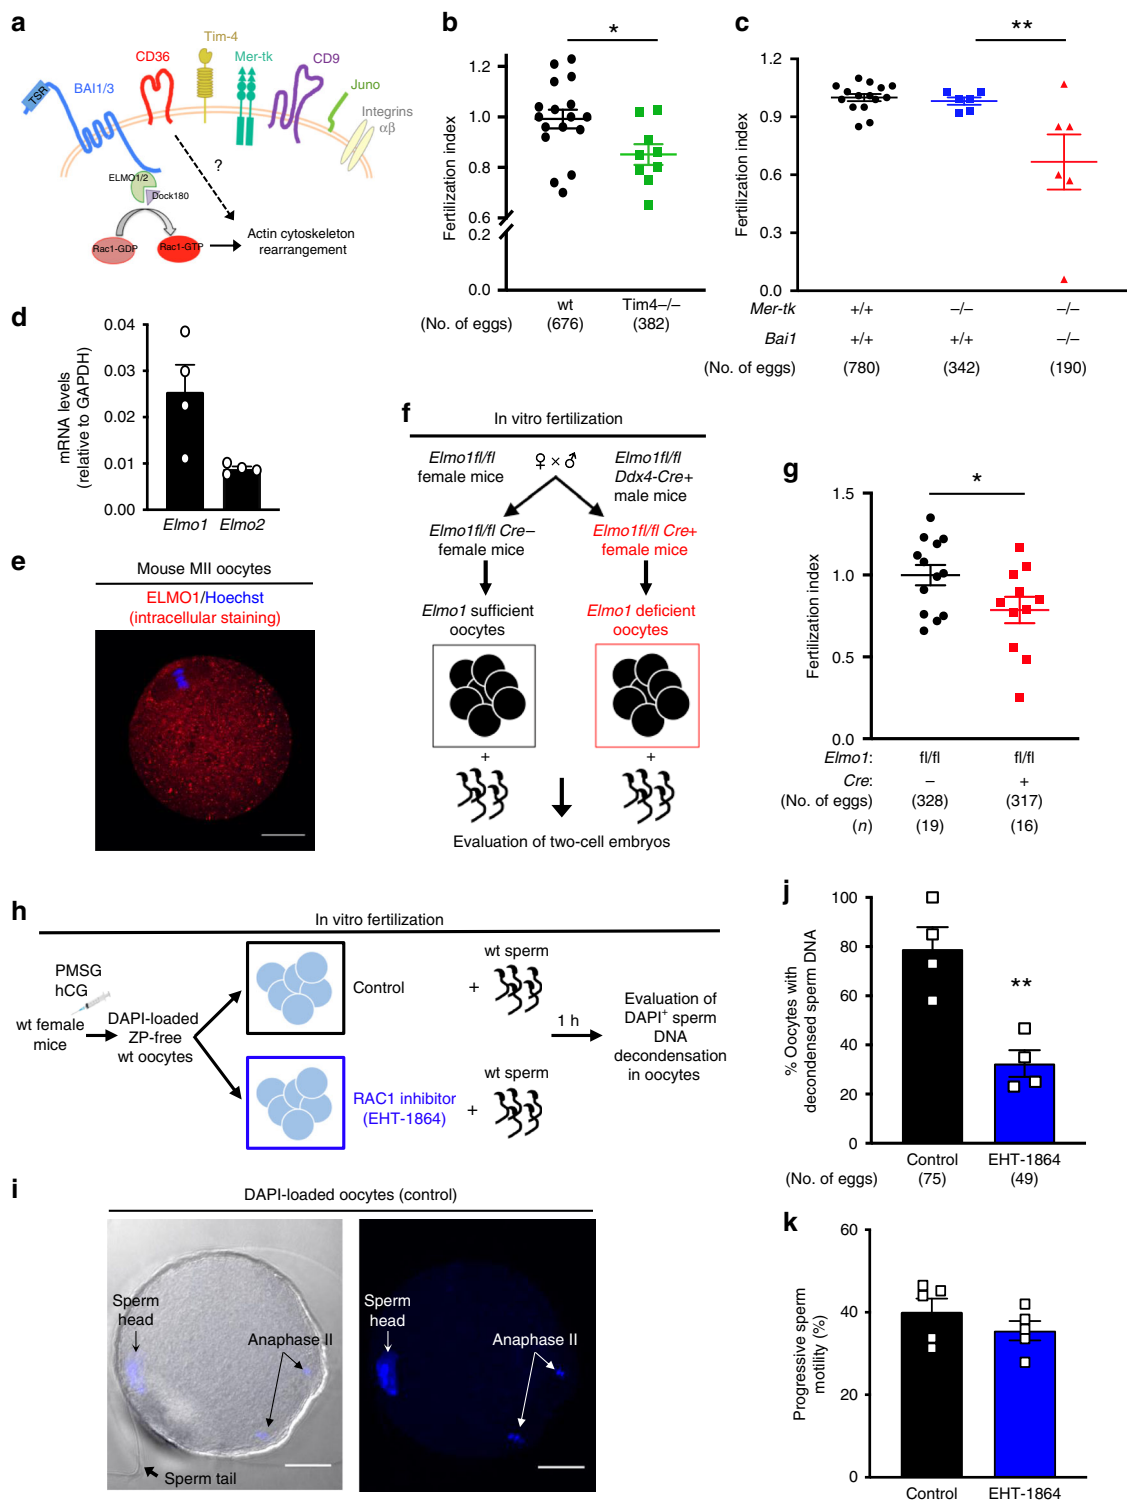 a
TSR
BAI1/3
CD36
Tim-4
Mer-tk
CD9
Juno
Integrins
αβ
ELMO1/2
Dock180
?
Rac1-GDP
Rac1-GTP
Actin cytoskeleton
rearrangement
b
*
Fertilization index
1.2
1.0
0.8
0.6
0.2
0.0
wt
Tim4–/–
(No. of eggs)
(676)
(382)
c
**
Fertilization index
1.2
0.9
0.6
0.3
0.0
Mer-tk
+/+
–/–
–/–
Bai1
+/+
+/+
–/–
(No. of eggs)
(780)
(342)
(190)
d
mRNA levels
(relative to GAPDH)
0.04
0.03
0.02
0.01
0.00
Elmo1
Elmo2
e
Mouse MII oocytes
ELMO1/Hoechst
(intracellular staining)
f
In vitro fertilization
Elmo1fl/fl
female mice
♀ × ♂
Elmo1fl/fl
Ddx4-Cre+
male mice
Elmo1fl/fl Cre–
female mice
Elmo1fl/fl Cre+
female mice
Elmo1 sufficient
oocytes
Elmo1 deficient
oocytes
+
+
Evaluation of two-cell embryos
g
*
Fertilization index
1.5
1.0
0.5
0.0
Elmo1:
fl/fl
fl/fl
Cre:
–
+
(No. of eggs)
(328)
(317)
(n)
(19)
(16)
h
In vitro fertilization
PMSG
hCG
wt female
mice
DAPI-loaded
ZP-free
wt oocytes
Control
+
wt sperm
RAC1 inhibitor
(EHT-1864)
+
wt sperm
1 h
Evaluation of
DAPI⁺ sperm
DNA
decondensation
in oocytes
i
DAPI-loaded oocytes (control)
Sperm
head
Anaphase II
Sperm tail
Sperm
head
Anaphase II
j
% Oocytes with
decondensed sperm DNA
100
80
60
40
20
0
**
Control
EHT-1864
(No. of eggs)
(75)
(49)
k
Progressive sperm
motility (%)
60
40
20
0
Control
EHT-1864